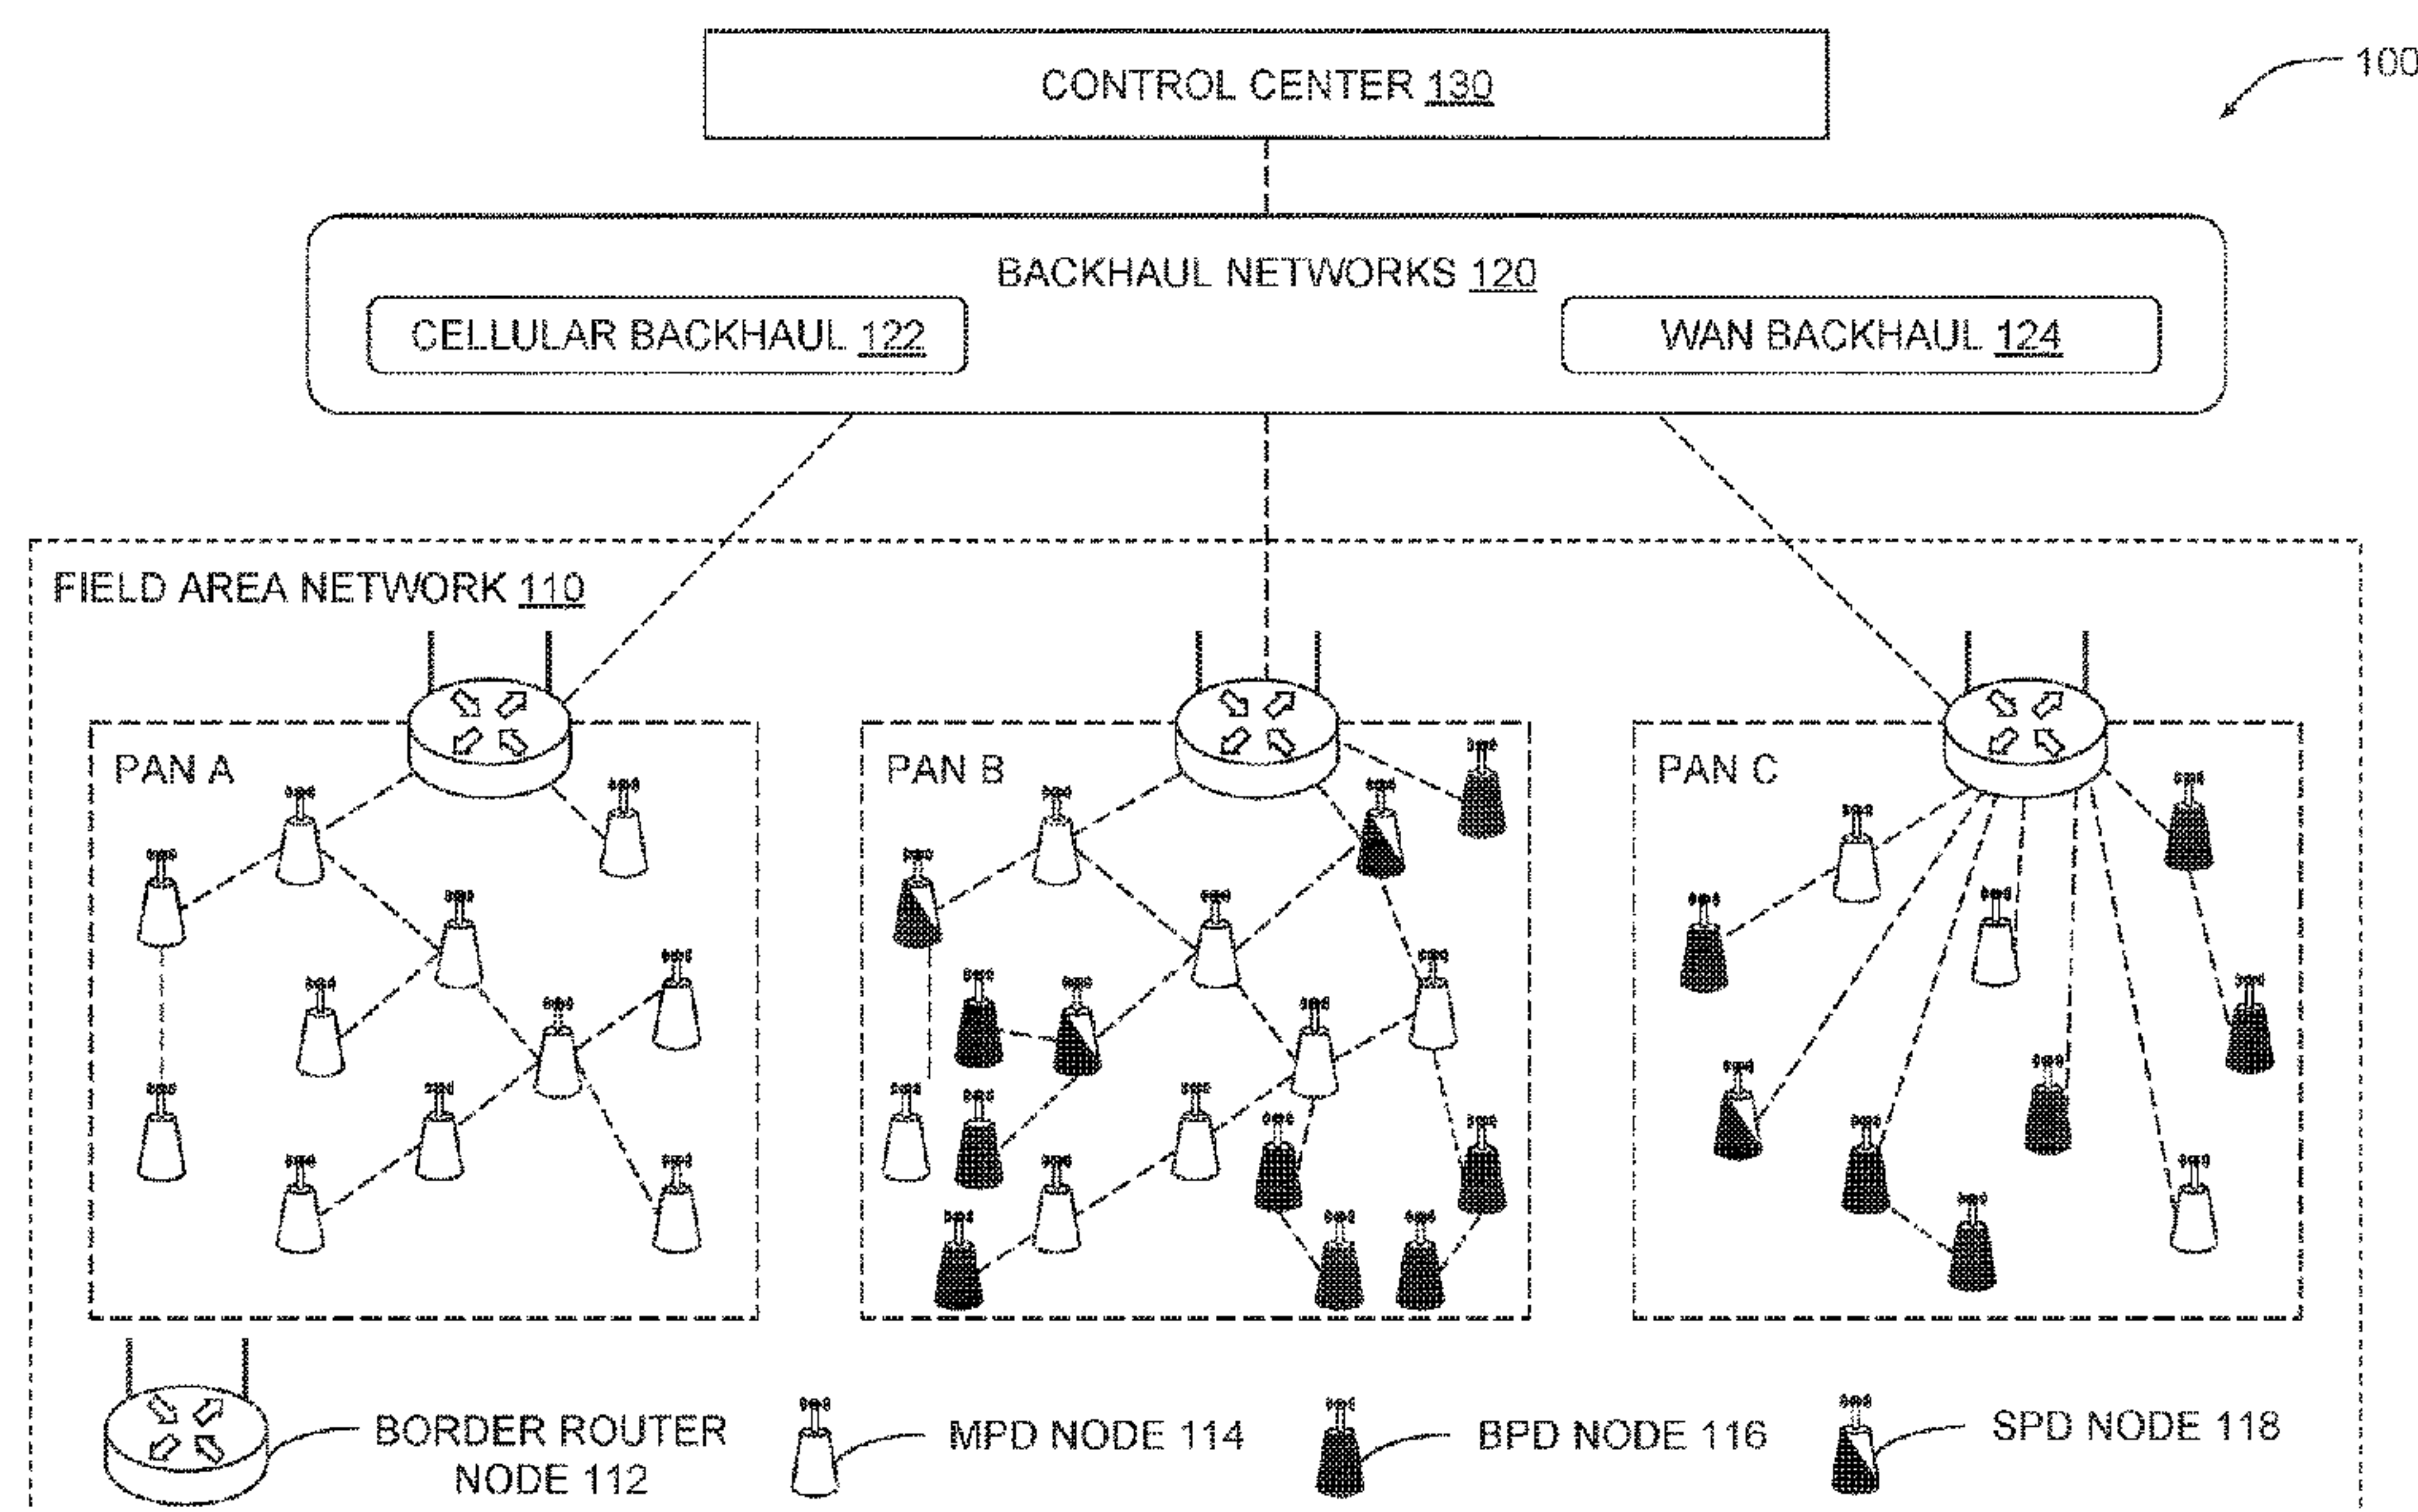 CONTROL CENTER 130
100
BACKHAUL NETWORKS 120
CELLULAR BACKHAUL 122
WAN BACKHAUL 124
FIELD AREA NETWORK 110
PAN A
PAN B
PAN C
BORDER ROUTER
NODE 112
MPD NODE 114
BPD NODE 116
SPD NODE 118